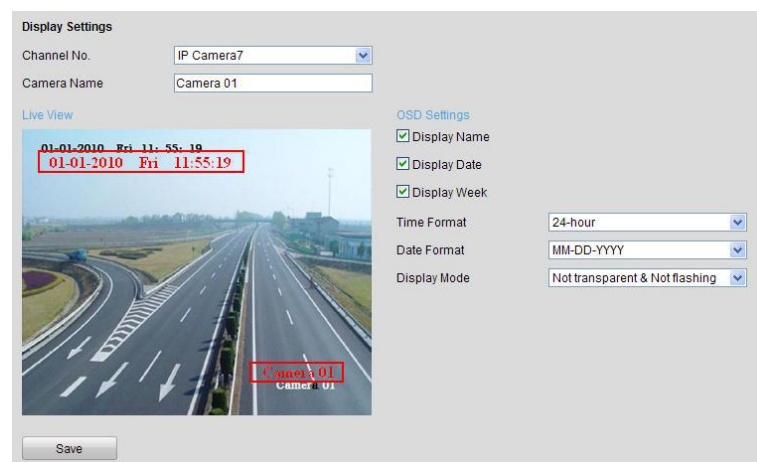 Display Settings
Channel No. IP Camera7
Camera Name Camera 01
Live View
01-01-2010 Fri 11: 55: 19
01-01-2010 Fri 11:55:19
Camera 01
Camera 01
OSD Settings
Display Name
Display Date
Display Week
Time Format 24-hour
Date Format MM-DD-YYYY
Display Mode Not transparent & Not flashing
Save